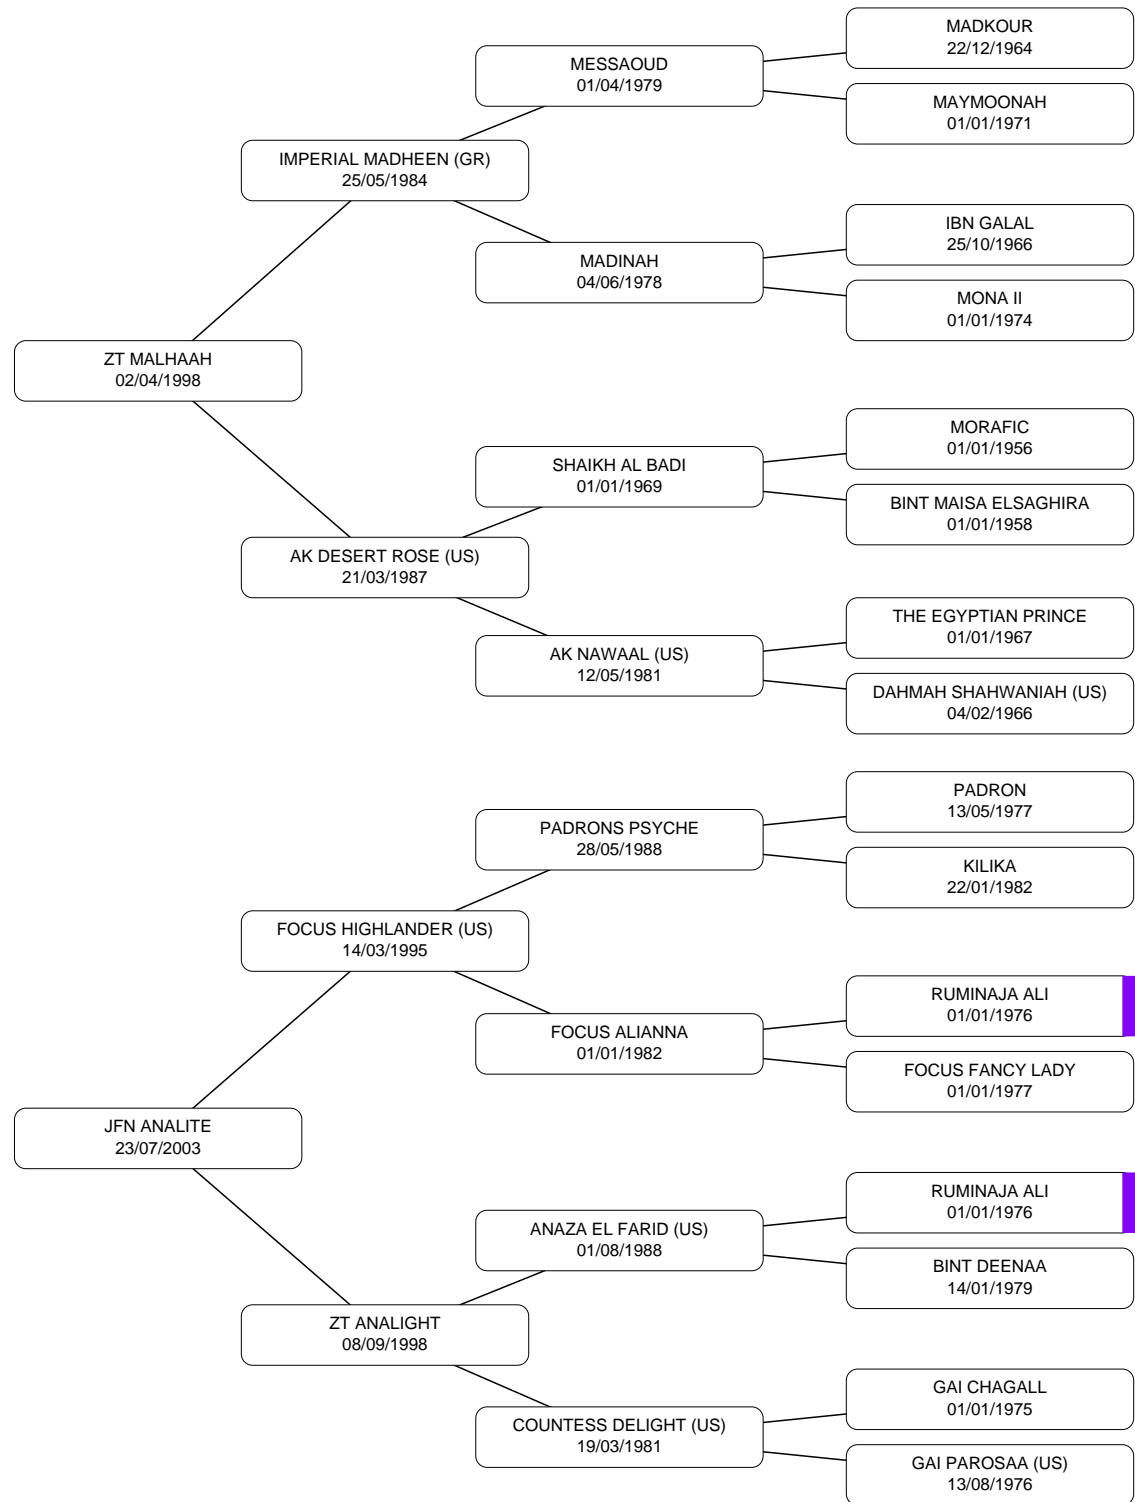 MADKOUR
22/12/1964
MESSAOUD
01/04/1979
MAYMOONAH
01/01/1971
IMPERIAL MADHEEN (GR)
25/05/1984
IBN GALAL
25/10/1966
MADINAH
04/06/1978
MONA II
01/01/1974
ZT MALHAAH
02/04/1998
MORAFIC
01/01/1956
SHAIKH AL BADI
01/01/1969
BINT MAISA ELSAGHIRA
01/01/1958
AK DESERT ROSE (US)
21/03/1987
THE EGYPTIAN PRINCE
01/01/1967
AK NAWAAL (US)
12/05/1981
DAHMAH SHAHWANIAH (US)
04/02/1966
PADRON
13/05/1977
PADRONS PSYCHE
28/05/1988
KILIKA
22/01/1982
FOCUS HIGHLANDER (US)
14/03/1995
RUMINAJA ALI
01/01/1976
FOCUS ALIANNA
01/01/1982
FOCUS FANCY LADY
01/01/1977
JFN ANALITE
23/07/2003
RUMINAJA ALI
01/01/1976
ANAZA EL FARID (US)
01/08/1988
BINT DEENAA
14/01/1979
ZT ANALIGHT
08/09/1998
GAI CHAGALL
01/01/1975
COUNTESS DELIGHT (US)
19/03/1981
GAI PAROSAA (US)
13/08/1976